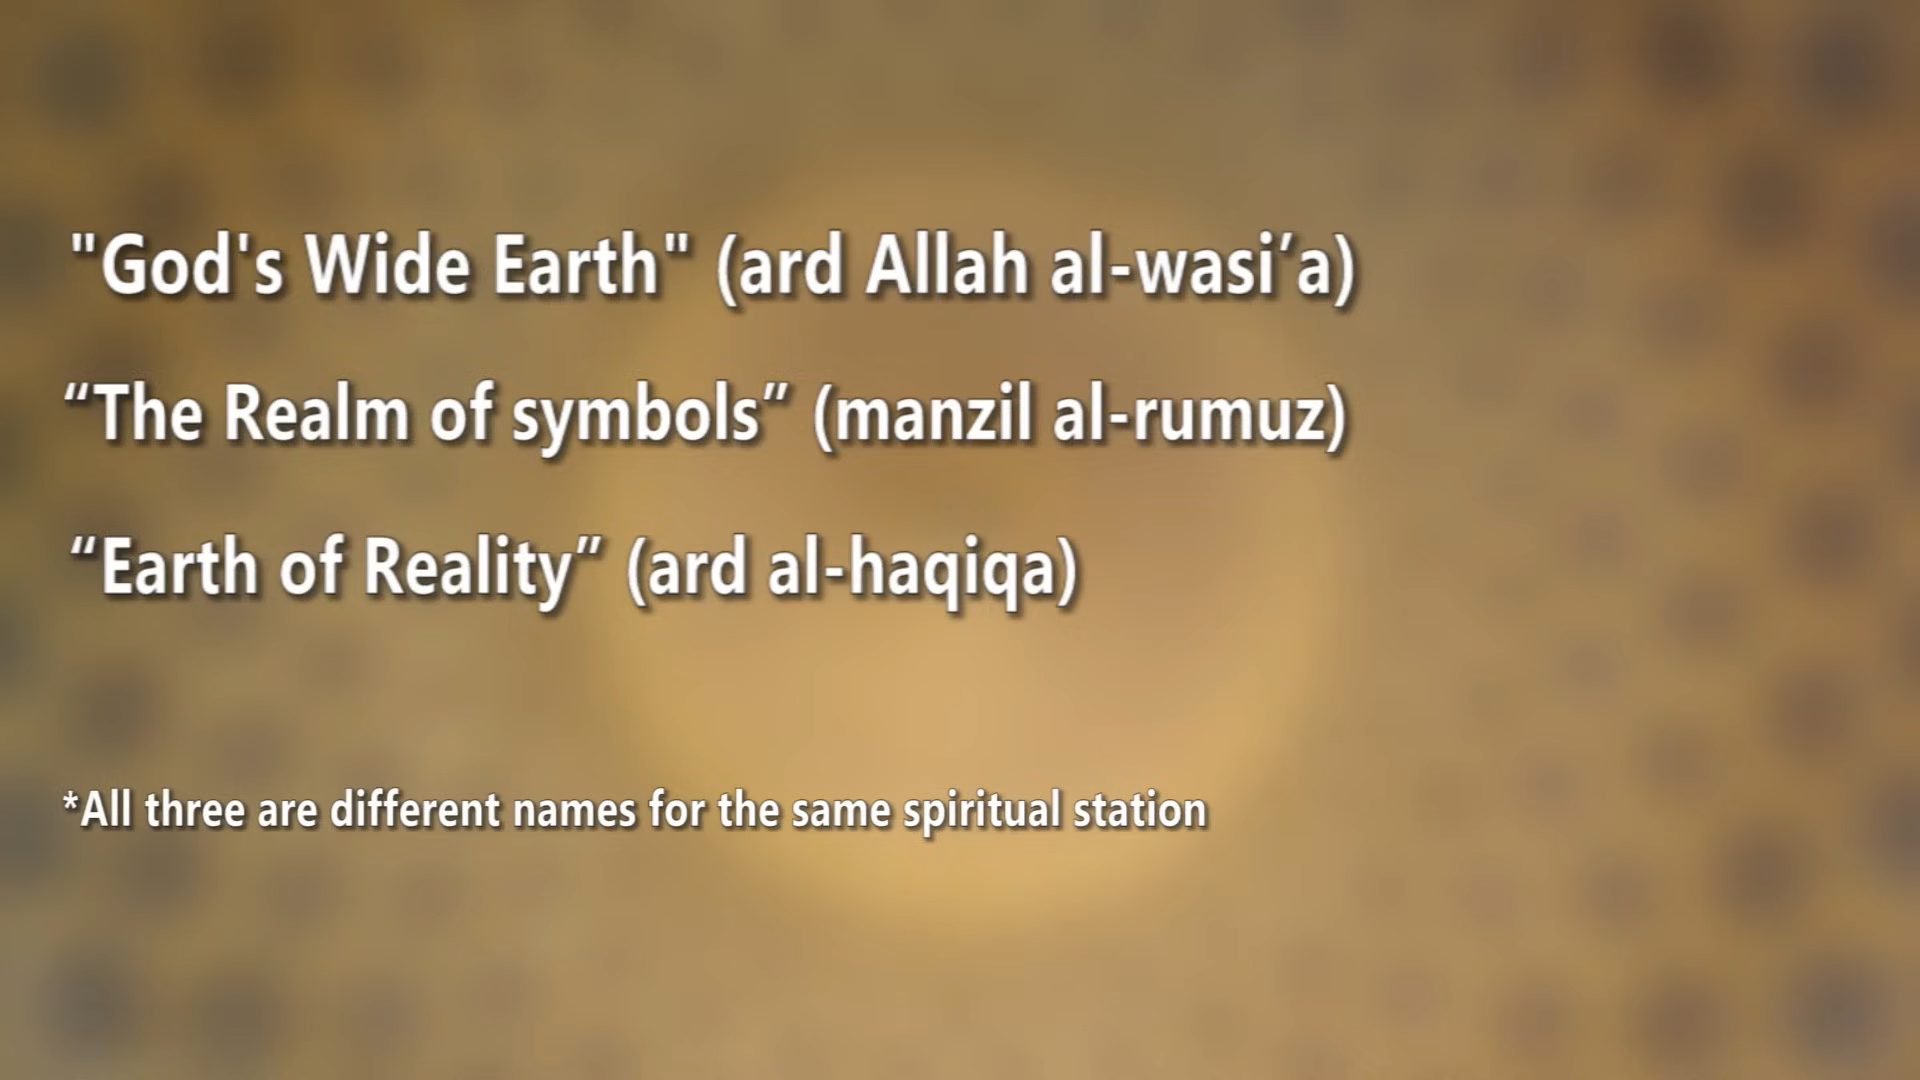 "God's Wide Earth" (ard Allah al-wasi’a)
“The Realm of symbols” (manzil al-rumuz)
“Earth of Reality” (ard al-haqiqa)
*All three are different names for the same spiritual station